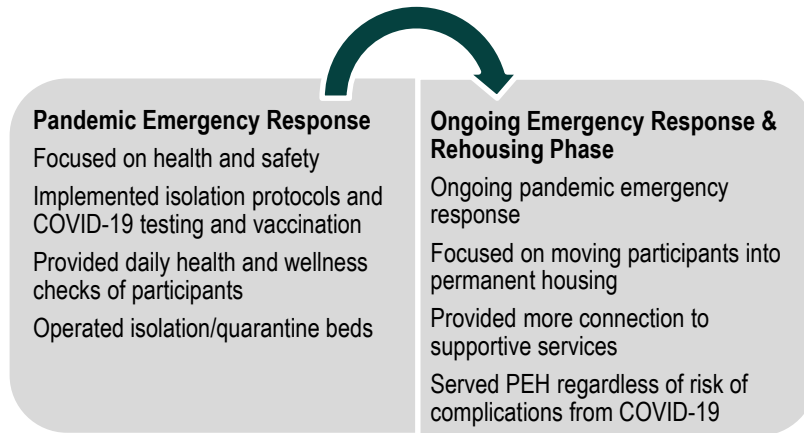 Pandemic Emergency Response
Focused on health and safety
Implemented isolation protocols and
COVID-19 testing and vaccination
Provided daily health and wellness
checks of participants
Operated isolation/quarantine beds
Ongoing Emergency Response &
Rehousing Phase
Ongoing pandemic emergency
response
Focused on moving participants into
permanent housing
Provided more connection to
supportive services
Served PEH regardless of risk of
complications from COVID-19